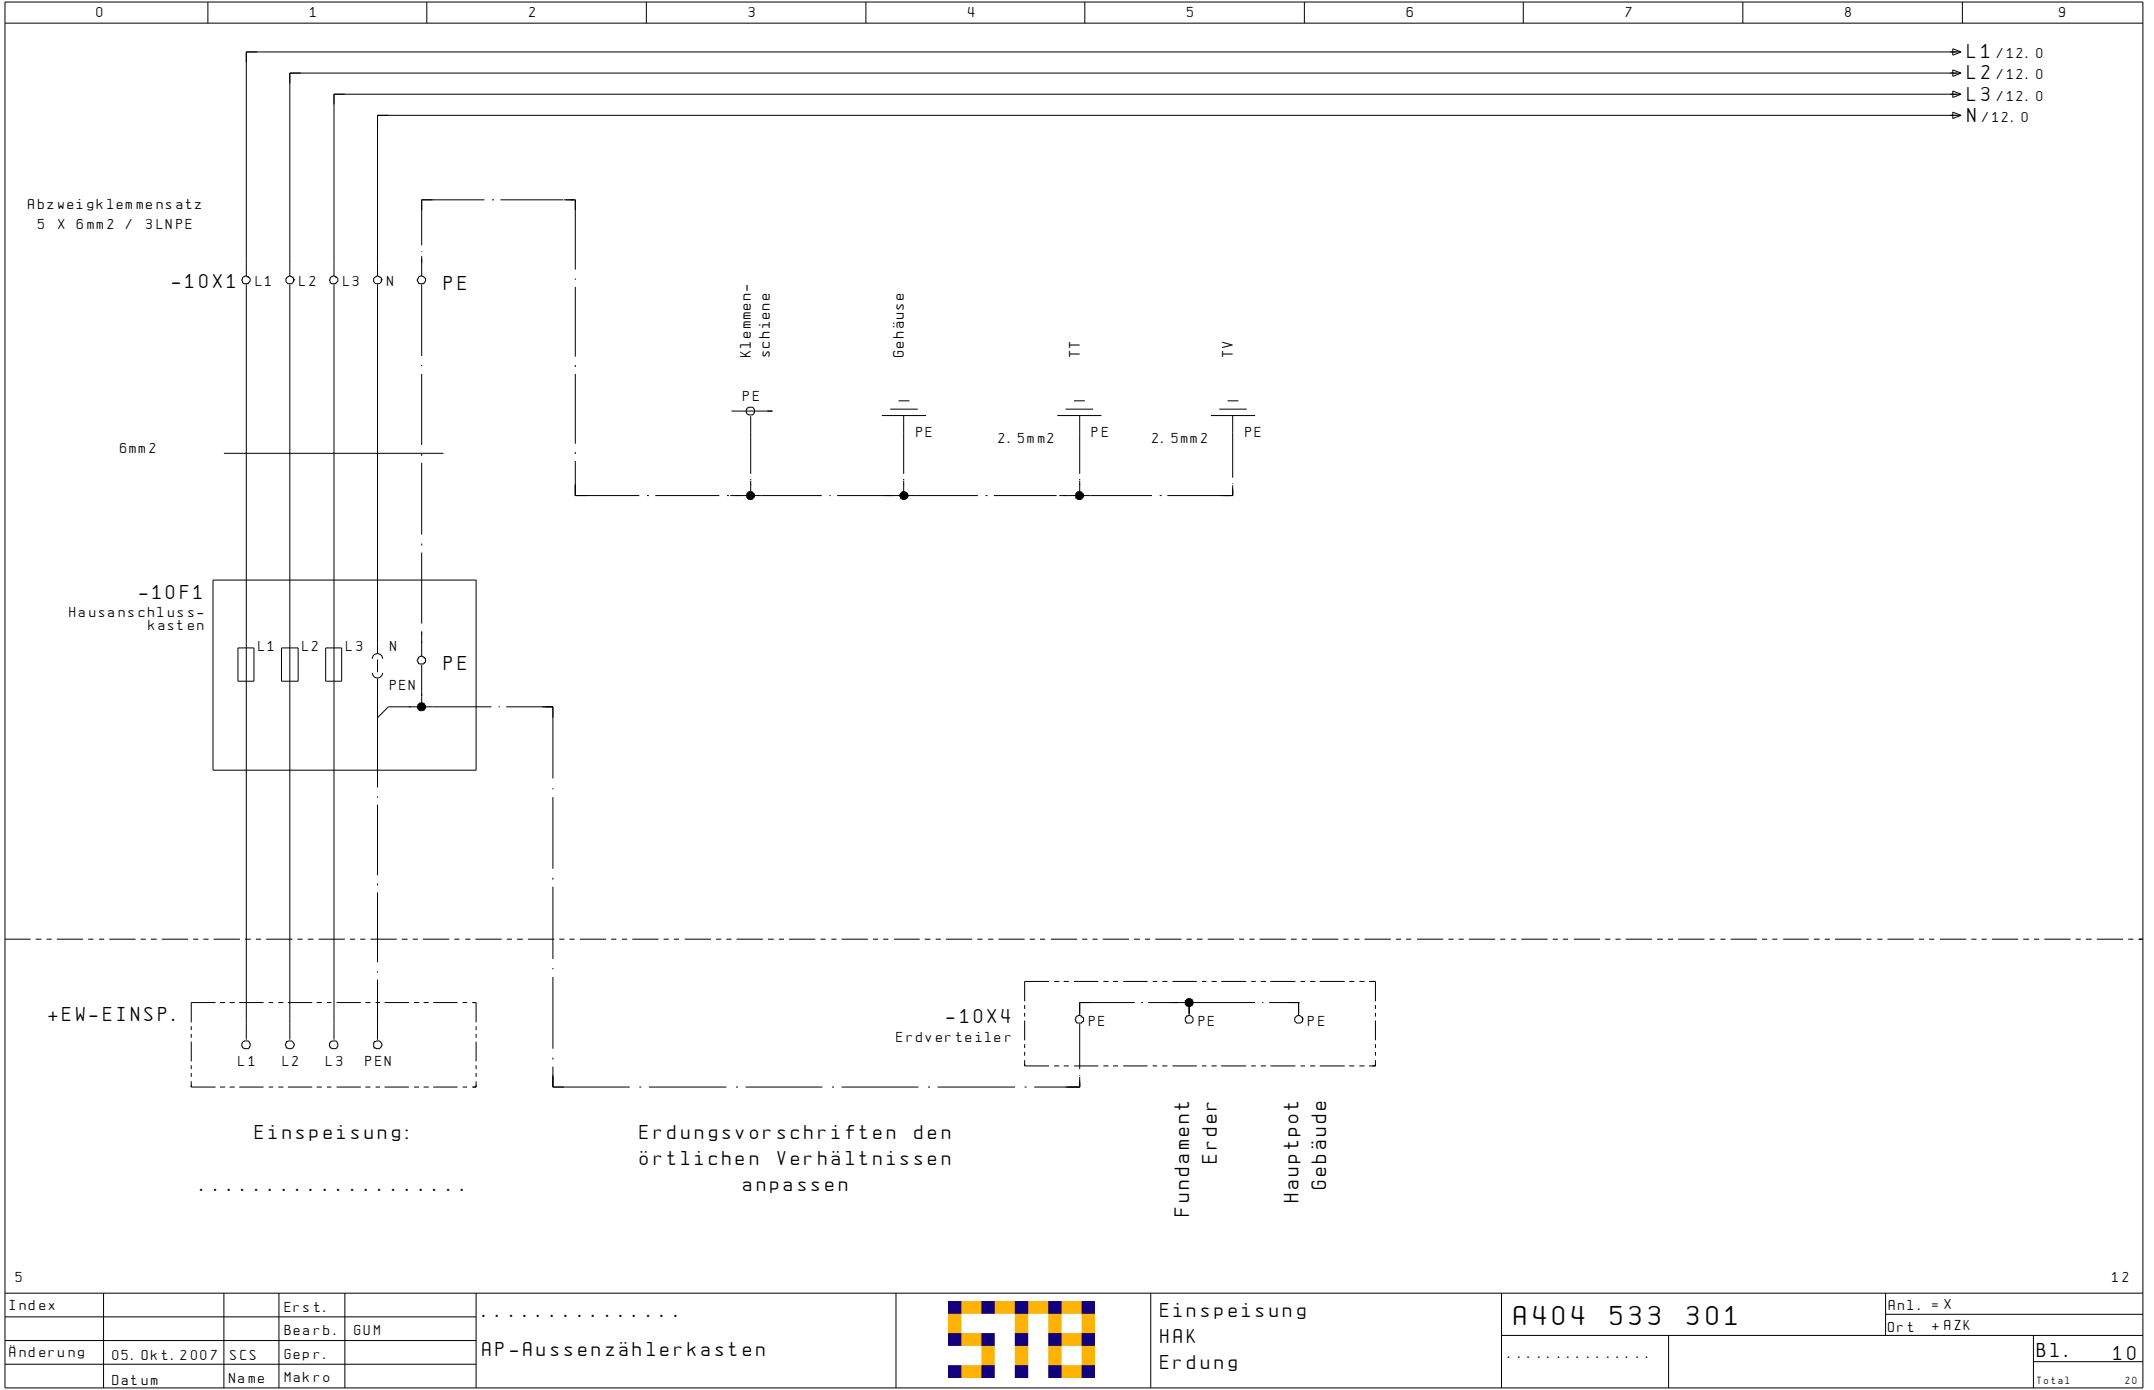 0 1 2 3 4 5 6 7 8 9
L1 /12.0
L2 /12.0
L3 /12.0
N /12.0
Abzweigklemmensatz
5 X 6mm2 / 3LNPE
-10X1 L1 L2 L3 N PE
Klemmen-
schiene
Gehäuse
TT
TV
PE
PE
2.5mm2 PE
2.5mm2 PE
6mm2
-10F1
Hausanschluss-
kasten
L1 L2 L3 N PE
PEN
+EW-EINSP.
L1 L2 L3 PEN
-10X4
Erdverteiler
PE PE PE
Einspeisung:
....................
Erdungsvorschriften den
örtlichen Verhältnissen
anpassen
Fundament
Erder
Hauptpot
Gebäude
5
12
Index
Erst.
Bearb. GUM
Änderung 05.Okt.2007 SCS Gepr.
Datum Name Makro
...............
AP-Aussenzählerkasten
STB
Einspeisung
HAK
Erdung
A404 533 301
...............
Anl. =X
Ort +AZK
Bl. 10
Total 20